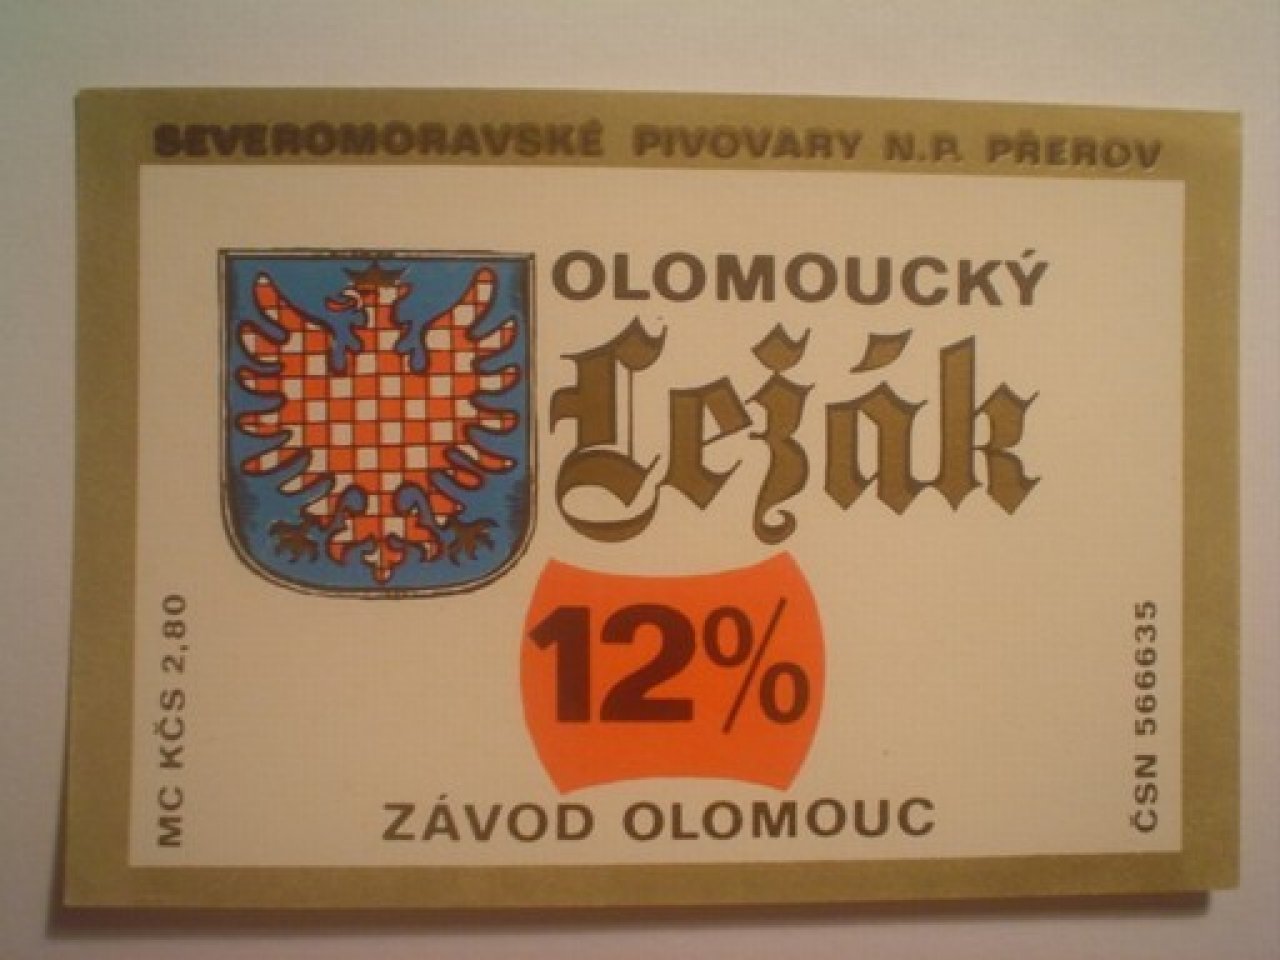 SEVEROMORAVSKÉ PIVOVARY N.P. PŘEROV
OLOMOUCKÝ
Ležák
12%
ZÁVOD OLOMOUC
MC KČS 2,80
ČSN 566635